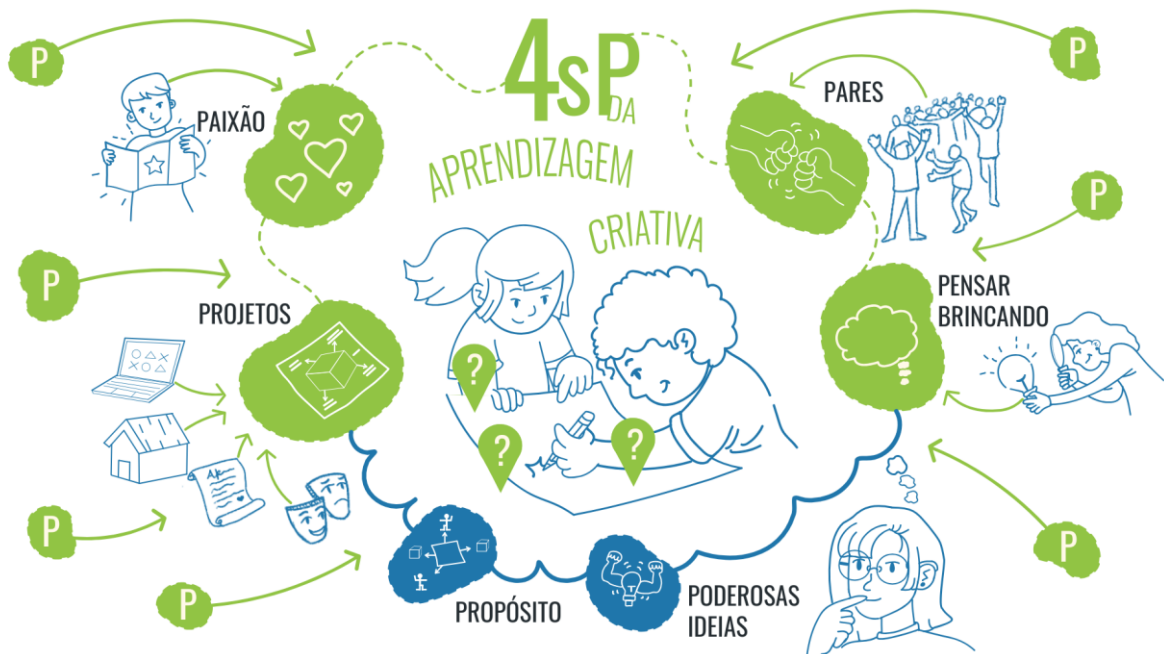 P
P
4sP
DA
APRENDIZAGEM
CRIATIVA
PAIXÃO
PARES
P
P
PROJETOS
PENSAR
BRINCANDO
?
?
?
P
P
P
PROPÓSITO
PODEROSAS
IDEIAS